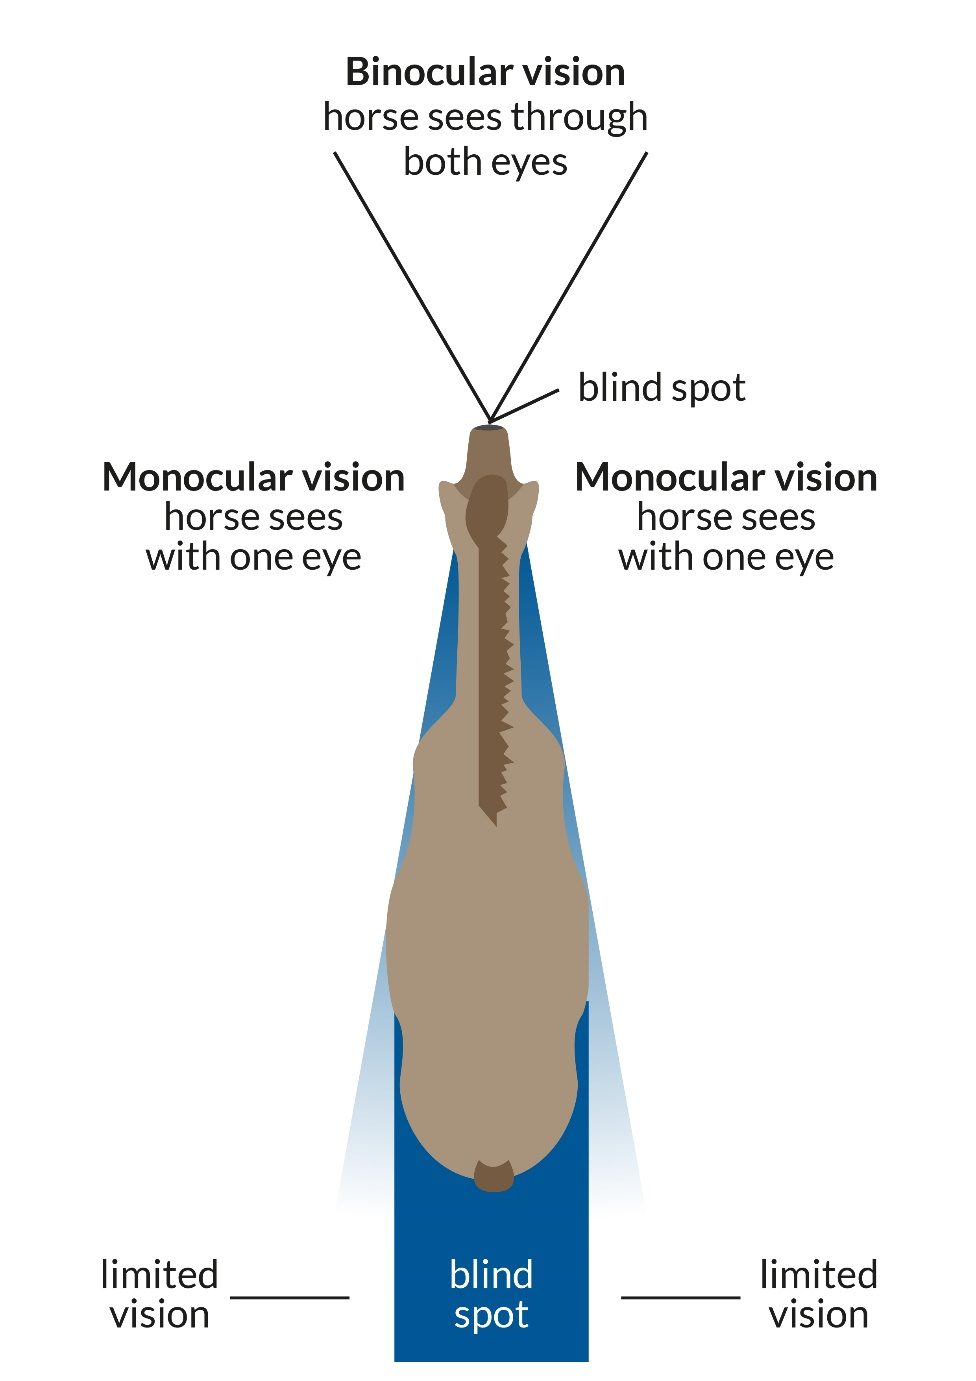 Binocular vision
horse sees through
both eyes
blind spot
Monocular vision
horse sees
with one eye
Monocular vision
horse sees
with one eye
limited
vision
blind
spot
limited
vision